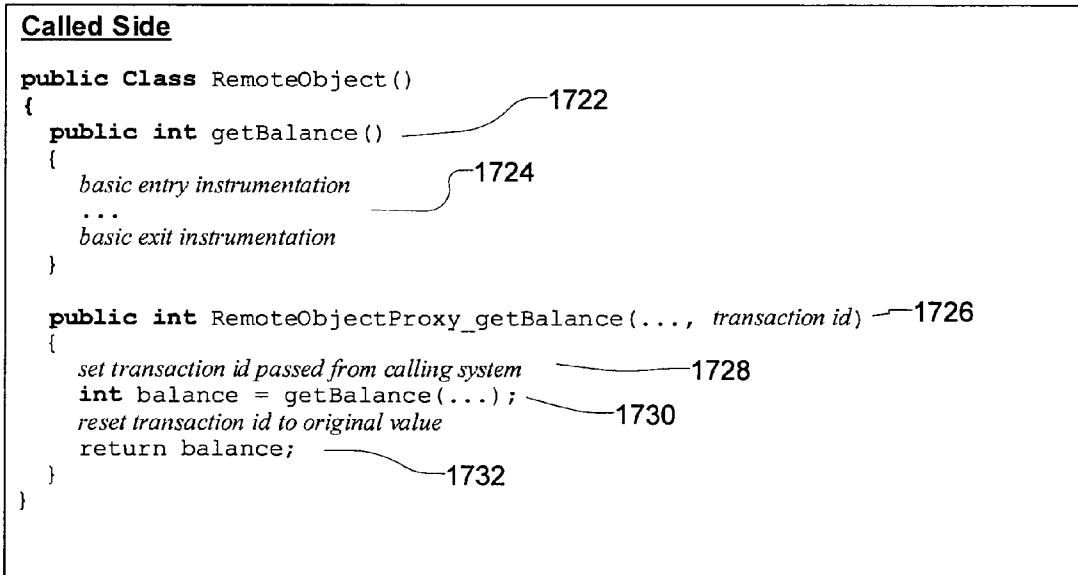 Called Side
public Class RemoteObject()
{
public int getBalance() 1722
{
basic entry instrumentation 1724
...
basic exit instrumentation
}
public int RemoteObjectProxy_getBalance(..., transaction id) 1726
{
set transaction id passed from calling system 1728
int balance = getBalance(...); 1730
reset transaction id to original value
return balance; 1732
}
}